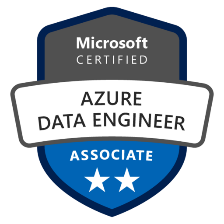 Microsoft
CERTIFIED
AZURE
DATA ENGINEER
ASSOCIATE